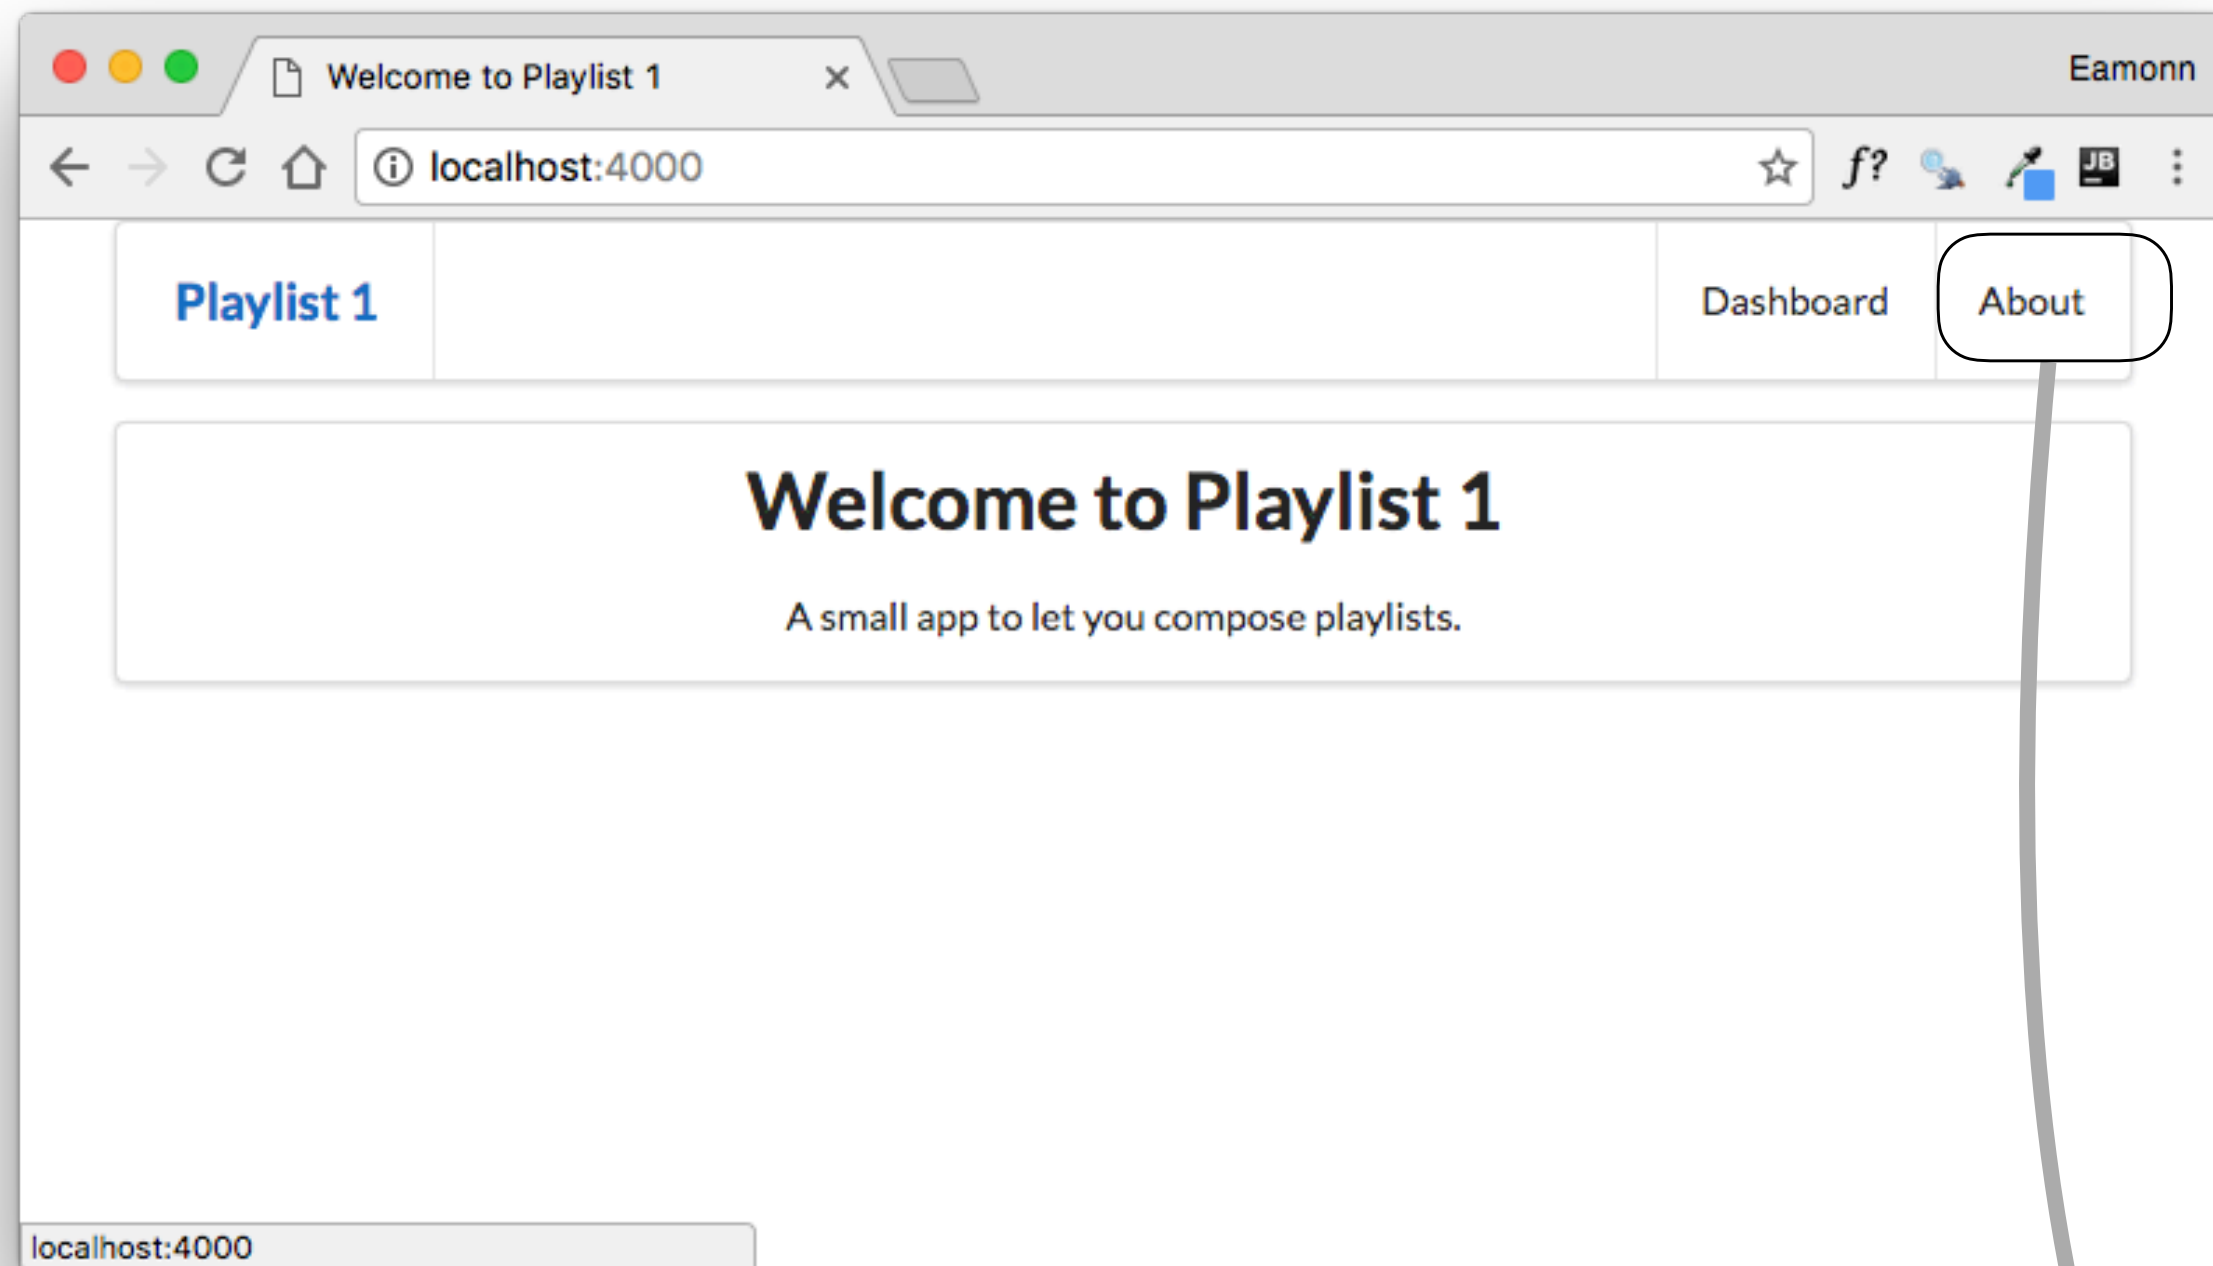 Welcome to Playlist 1
Eamonn
localhost:4000
f?
JB
Playlist 1
Dashboard
About
Welcome to Playlist 1
A small app to let you compose playlists.
localhost:4000